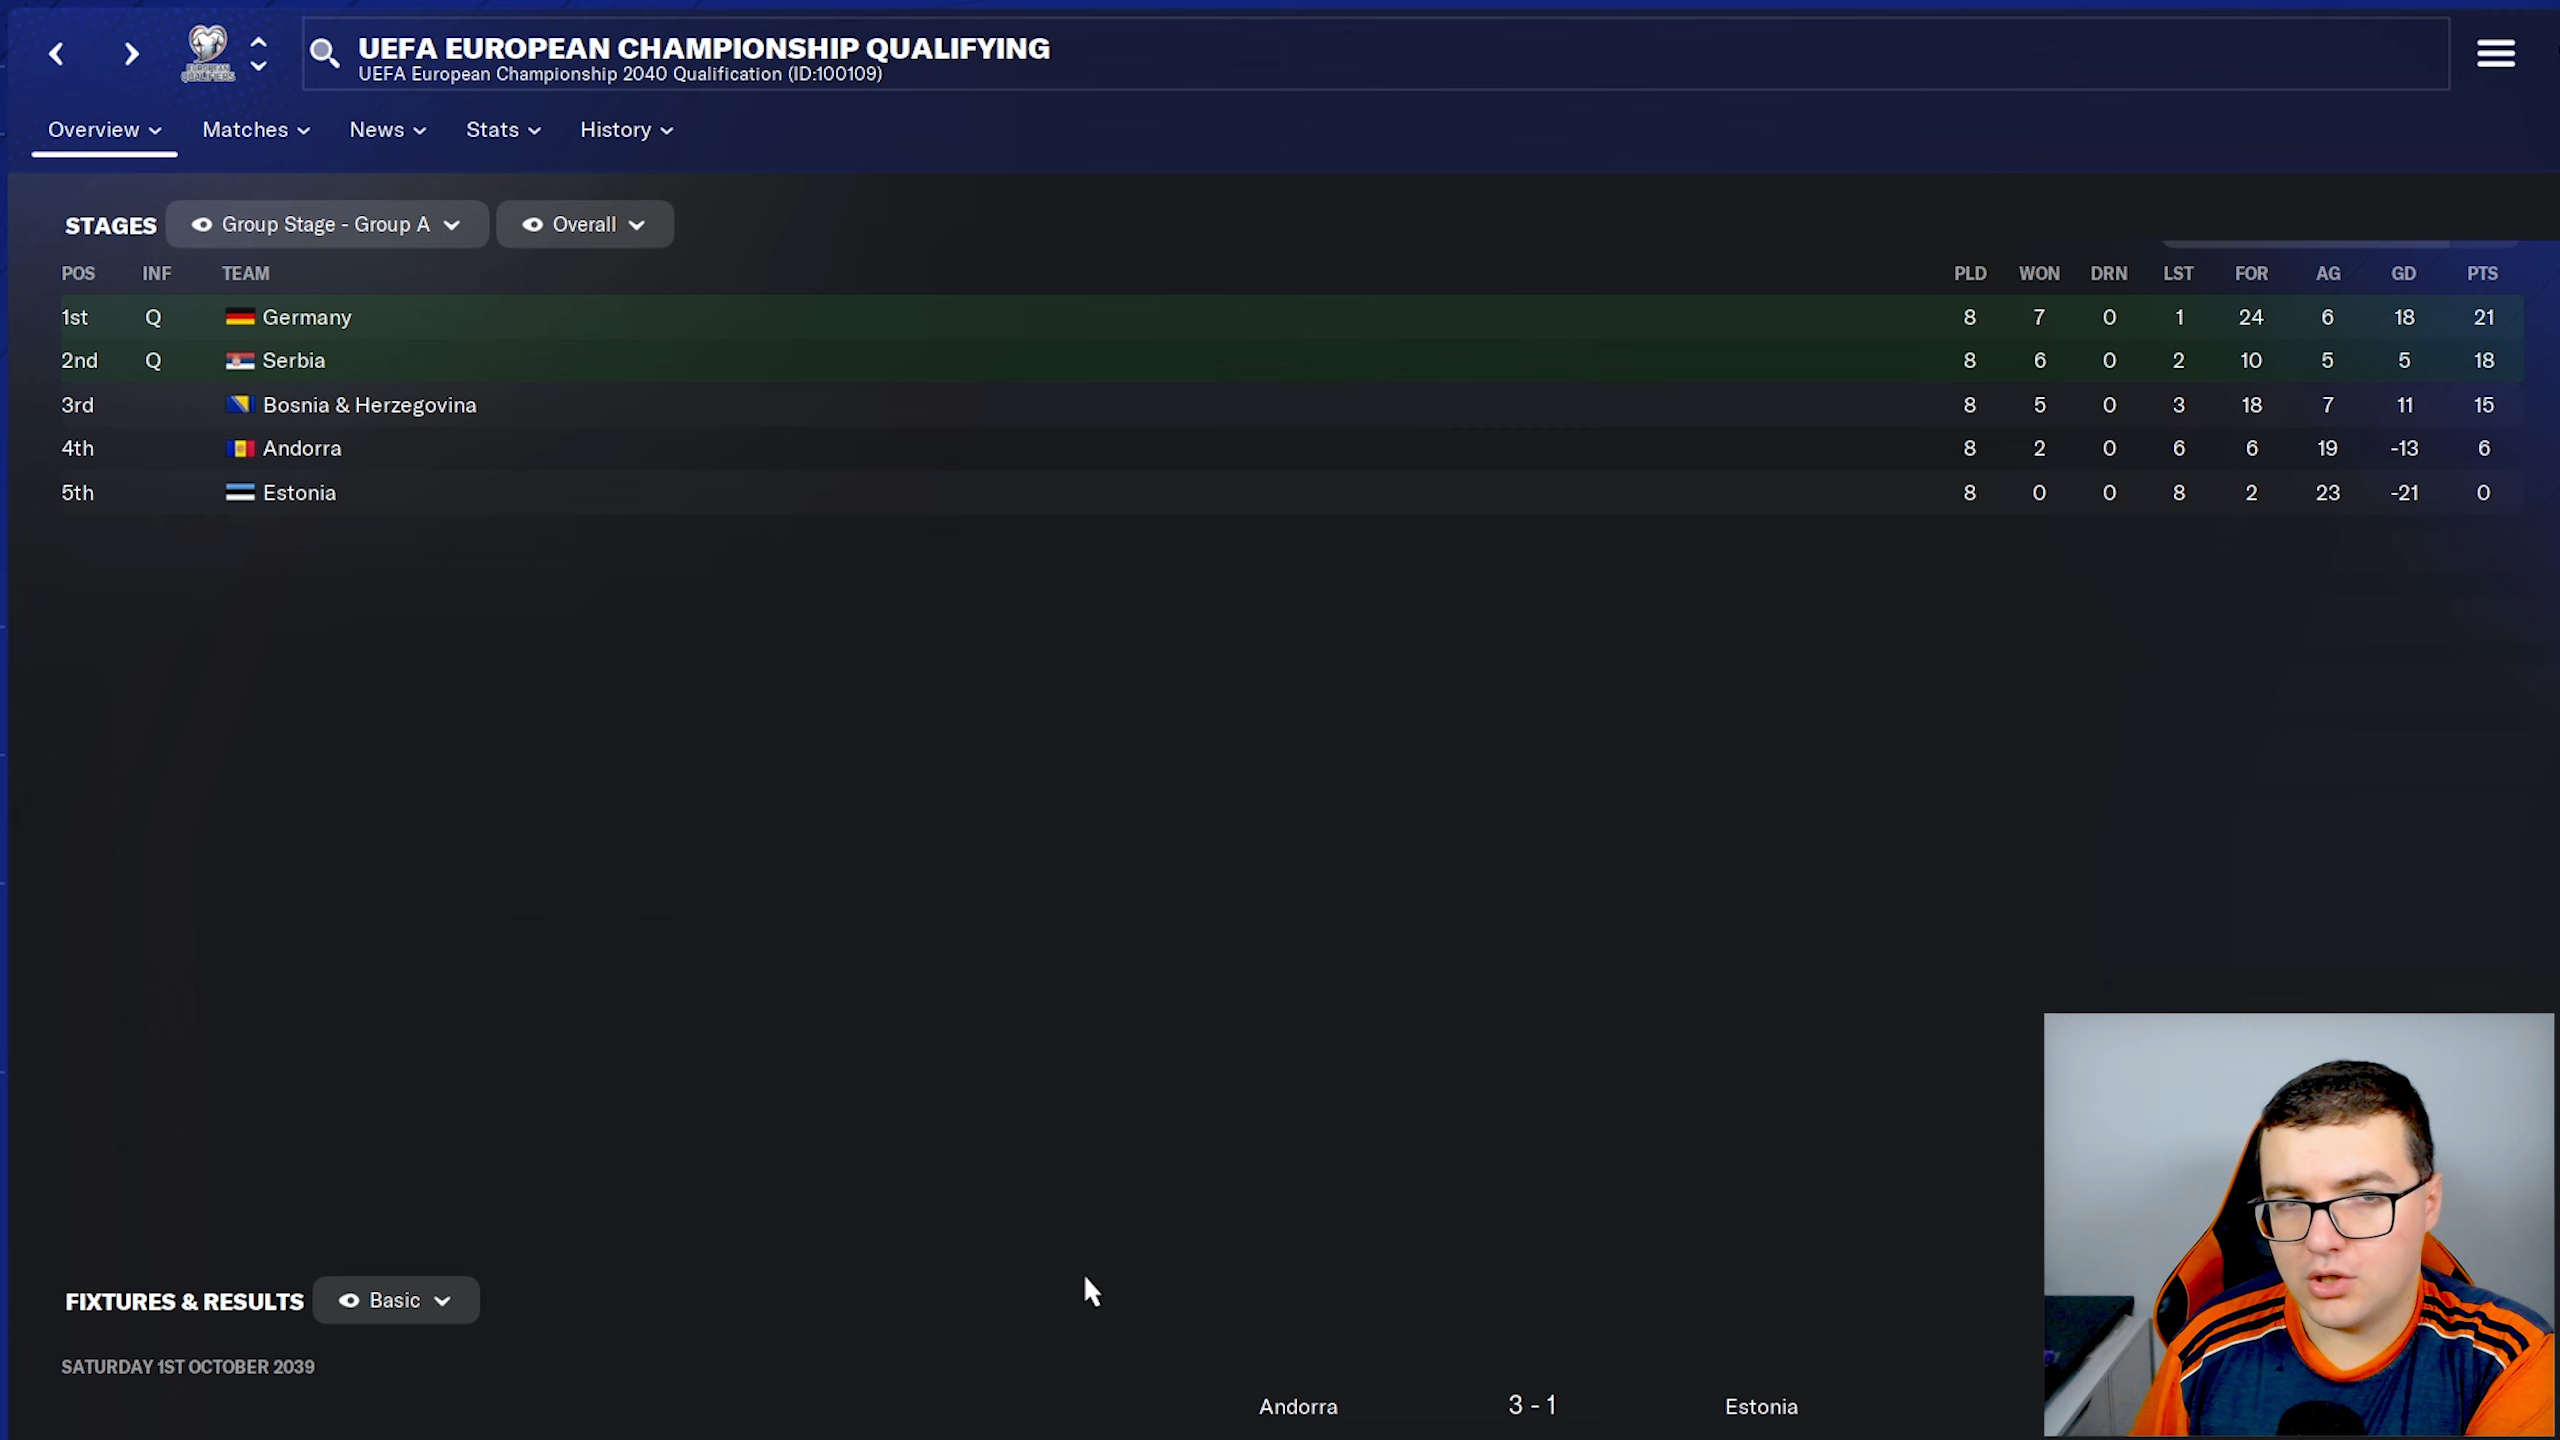 UEFA EUROPEAN CHAMPIONSHIP QUALIFYING
UEFA European Championship 2040 Qualification (ID:100109)
EUROPEAN QUALIFIERS
Overview Matches News Stats History
STAGES Group Stage - Group A Overall
POS INF TEAM PLD WON DRN LST FOR AG GD PTS
1st Q Germany 8 7 0 1 24 6 18 21
2nd Q Serbia 8 6 0 2 10 5 5 18
3rd Bosnia & Herzegovina 8 5 0 3 18 7 11 15
4th Andorra 8 2 0 6 6 19 -13 6
5th Estonia 8 0 0 8 2 23 -21 0
FIXTURES & RESULTS Basic
SATURDAY 1ST OCTOBER 2039
Andorra 3 - 1 Estonia